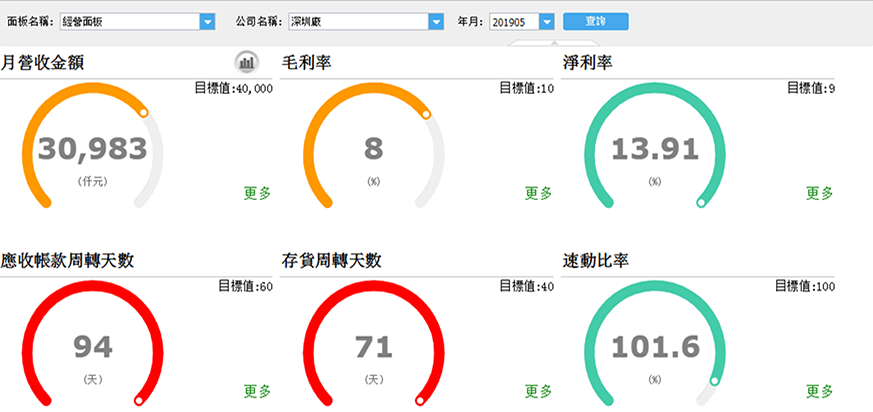 面板名稱: 經營面板 公司名稱: 深圳廠 年月: 201905 查詢
月營收金額 毛利率 淨利率
目標值:40,000 目標值:10 目標值:9
30,983 8 13.91
(仟元) (%) (%)
更多 更多 更多
應收帳款周轉天數 存貨周轉天數 速動比率
目標值:60 目標值:40 目標值:100
94 71 101.6
(天) (天) (%)
更多 更多 更多